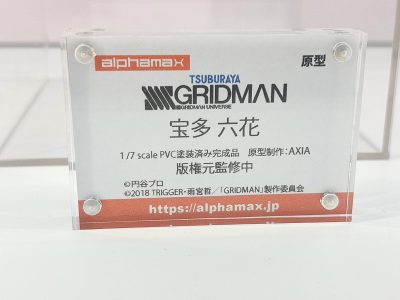 alphamax
原型
TSUBURAYA
GRIDMAN
GRIDMAN UNIVERSE
宝多 六花
1/7 scale PVC塗装済み完成品 原型制作：AXIA
版権元監修中
©円谷プロ
©2018 TRIGGER・雨宮哲／「GRIDMAN」製作委員会
https://alphamax.jp